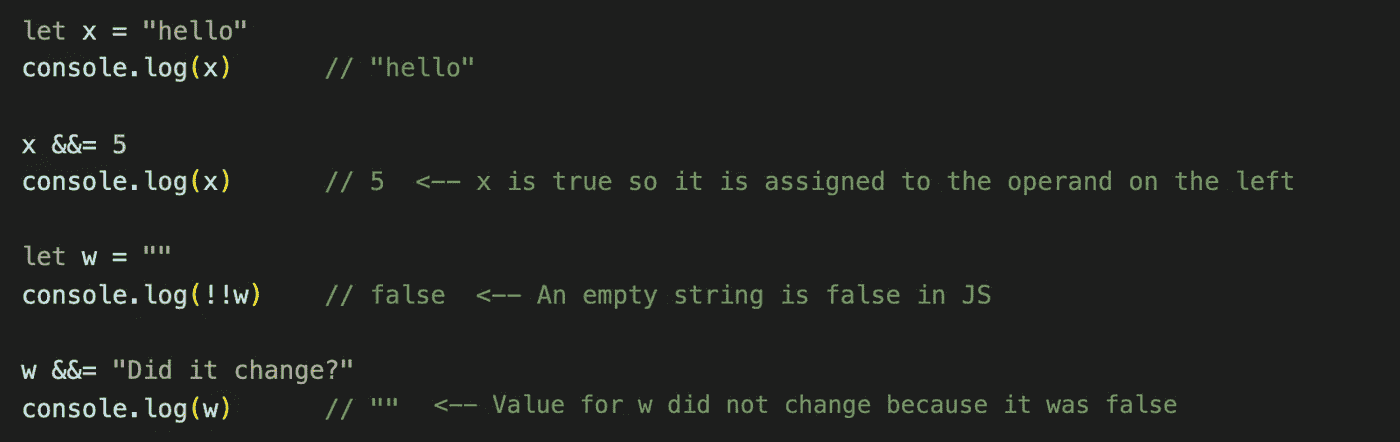 let x = "hello"
console.log(x) // "hello"
x &&= 5
console.log(x) // 5 <-- x is true so it is assigned to the operand on the left
let w = ""
console.log(!!w) // false <-- An empty string is false in JS
w &&= "Did it change?"
console.log(w) // "" <-- Value for w did not change because it was false